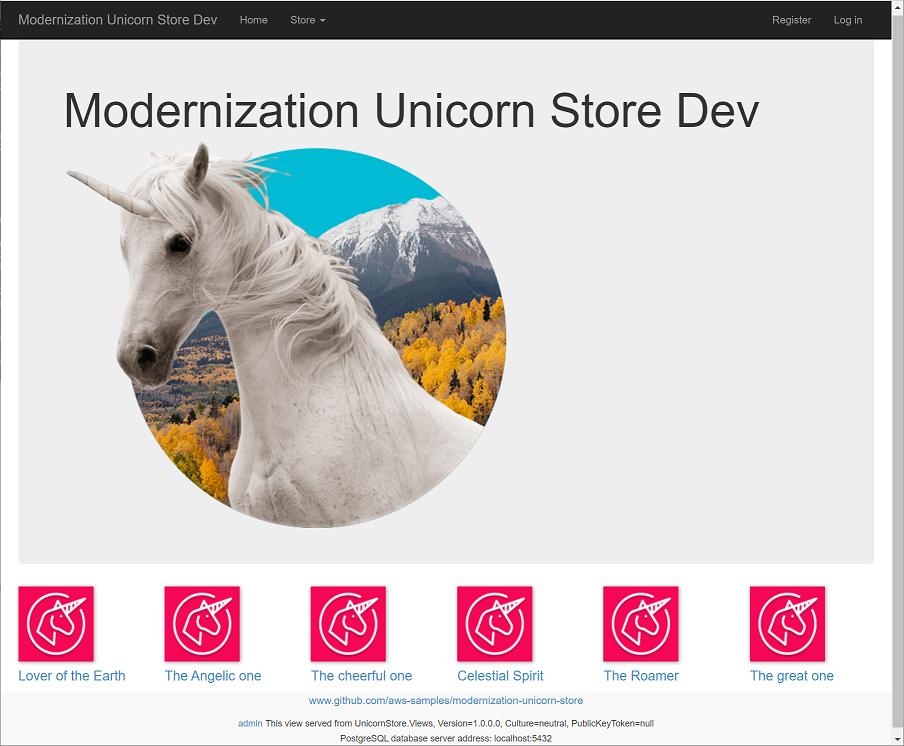 Modernization Unicorn Store Dev Home Store Register Log in
Modernization Unicorn Store Dev
Lover of the Earth The Angelic one The cheerful one Celestial Spirit The Roamer The great one
www.github.com/aws-samples/modernization-unicorn-store
admin This view served from UnicornStore.Views, Version=1.0.0.0, Culture=neutral, PublicKeyToken=null
PostgreSQL database server address: localhost:5432